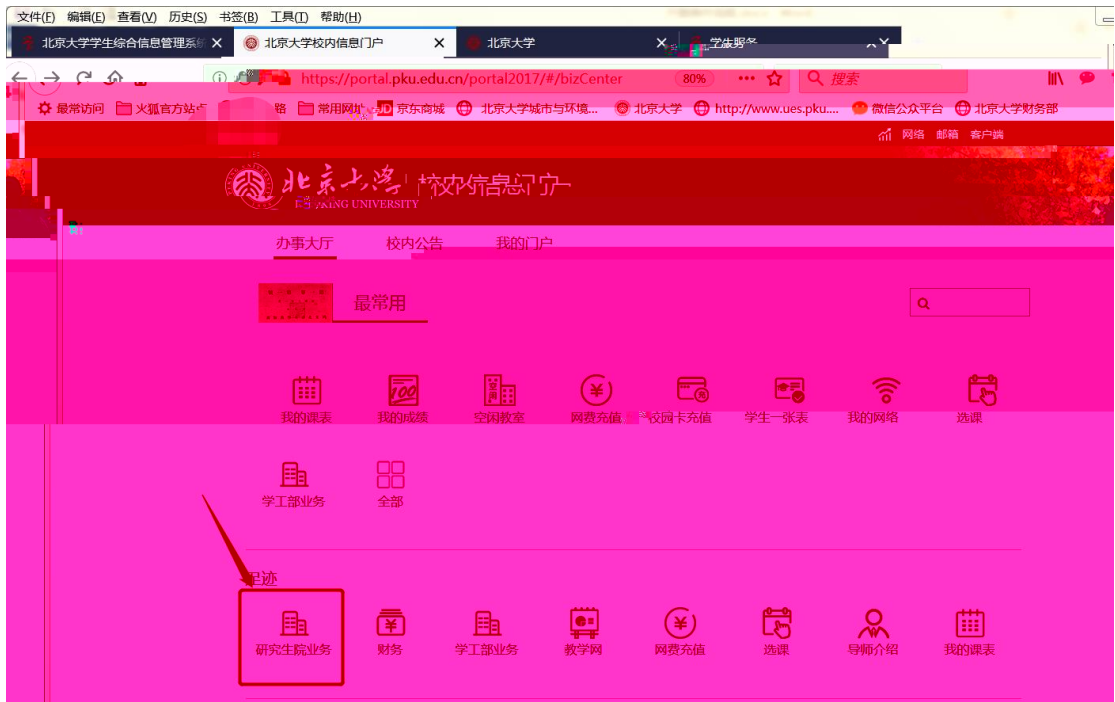 文件(F) 编辑(E) 查看(V) 历史(S) 书签(B) 工具(T) 帮助(H)
北京大学学生综合信息管理系统 北京大学校内信息门户 北京大学
https://portal.pku.edu.cn/portal2017/#/bizCenter 80% 搜索
最常访问 火狐官方站点 常用网址 JD 京东商城 北京大学城市与环境... 北京大学 http://www.ues.pku.... 微信公众平台 北京大学财务部
网络 邮箱 客户端
北京大学 校内信息门户
UNIVERSITY
办事大厅 校内公告 我的门户
最常用
100
我的课表 我的成绩 空闲教室 网费充值 校园卡充值 学生一张表 我的网络 选课
学工部业务 全部
足迹
研究生院业务 财务 学工部业务 教学网 网费充值 选课 导师介绍 我的课表